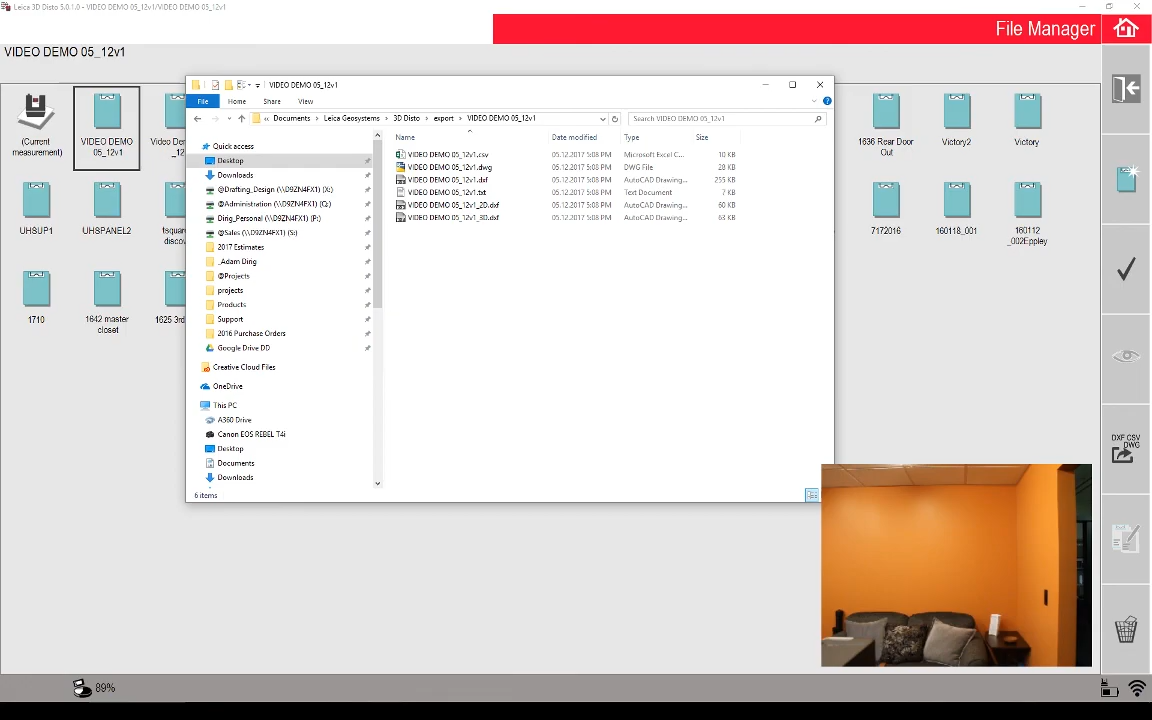 Leica 3D Disto 5.0.1.0 - VIDEO DEMO 05_12v1/VIDEO DEMO 05_12v1
File Manager
VIDEO DEMO 05_12v1
(Current measurement)
VIDEO DEMO 05_12v1
Video Dem _12
1636 Rear Door Out
Victory2
Victory
UHSUP1
UHSPANEL2
tsquare discov
7172016
160118_001
160112 _002Eppley
1710
1642 master closet
1625 3rd
VIDEO DEMO 05_12v1
File
Home
Share
View
« Documents > Leica Geosystems > 3D Disto > export > VIDEO DEMO 05_12v1
Search VIDEO DEMO 05_12v1
Name
Date modified
Type
Size
VIDEO DEMO 05_12v1.csv 05.12.2017 5:08 PM Microsoft Excel C... 10 KB
VIDEO DEMO 05_12v1.dwg 05.12.2017 5:08 PM DWG File 28 KB
VIDEO DEMO 05_12v1.dxf 05.12.2017 5:08 PM AutoCAD Drawing... 255 KB
VIDEO DEMO 05_12v1.txt 05.12.2017 5:08 PM Text Document 7 KB
VIDEO DEMO 05_12v1_2D.dxf 05.12.2017 5:08 PM AutoCAD Drawing... 60 KB
VIDEO DEMO 05_12v1_3D.dxf 05.12.2017 5:08 PM AutoCAD Drawing... 63 KB
Quick access
Desktop
Downloads
@Drafting_Design (\\D9ZN4FX1) (X:)
@Administration (\\D9ZN4FX1) (Q:)
Dirig_Personal (\\D9ZN4FX1) (P:)
@Sales (\\D9ZN4FX1) (S:)
2017 Estimates
_Adam Ding
@Projects
projects
Products
Support
2016 Purchase Orders
Google Drive DD
Creative Cloud Files
OneDrive
This PC
A360 Drive
Canon EOS REBEL T4i
Desktop
Documents
Downloads
6 items
DXF CSV
DWG
89%